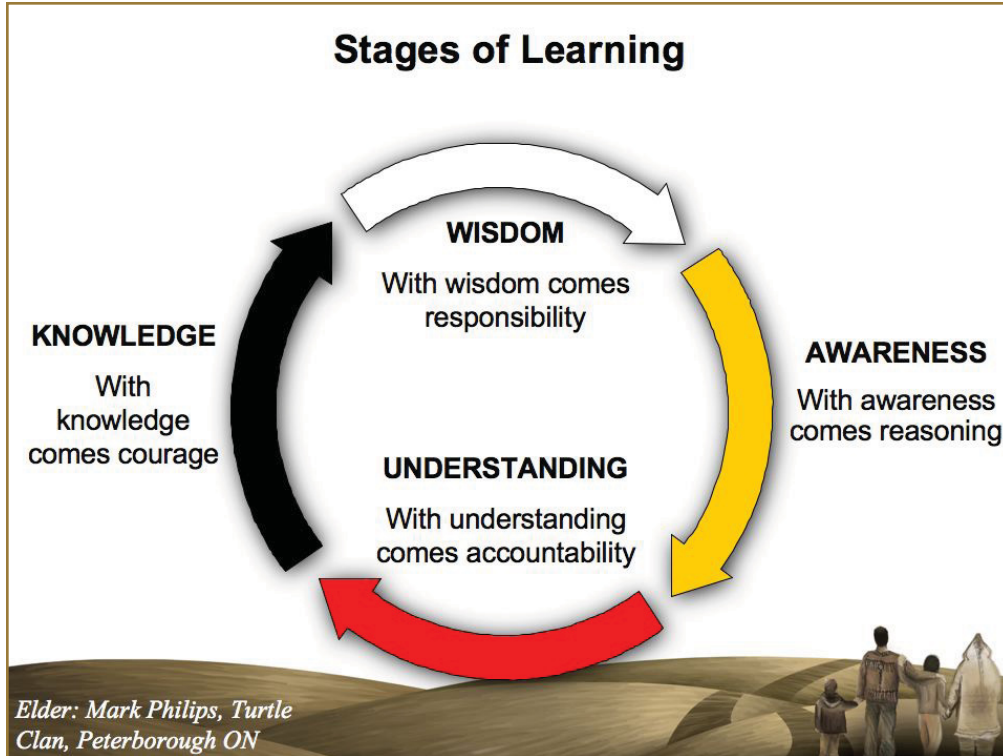 Stages of Learning
WISDOM
With wisdom comes
responsibility
AWARENESS
With awareness
comes reasoning
UNDERSTANDING
With understanding
comes accountability
KNOWLEDGE
With
knowledge
comes courage
Elder: Mark Philips, Turtle
Clan, Peterborough ON